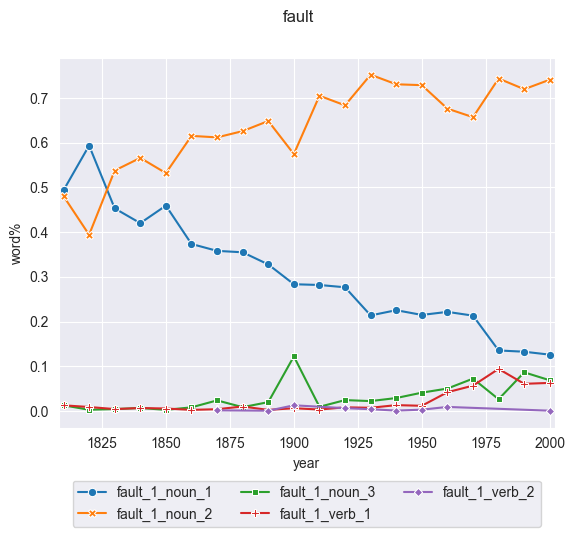 fault
word%
0.7
0.6
0.5
0.4
0.3
0.2
0.1
0.0
1825 1850 1875 1900 1925 1950 1975 2000
year
fault_1_noun_1 fault_1_noun_3 fault_1_verb_2
fault_1_noun_2 fault_1_verb_1